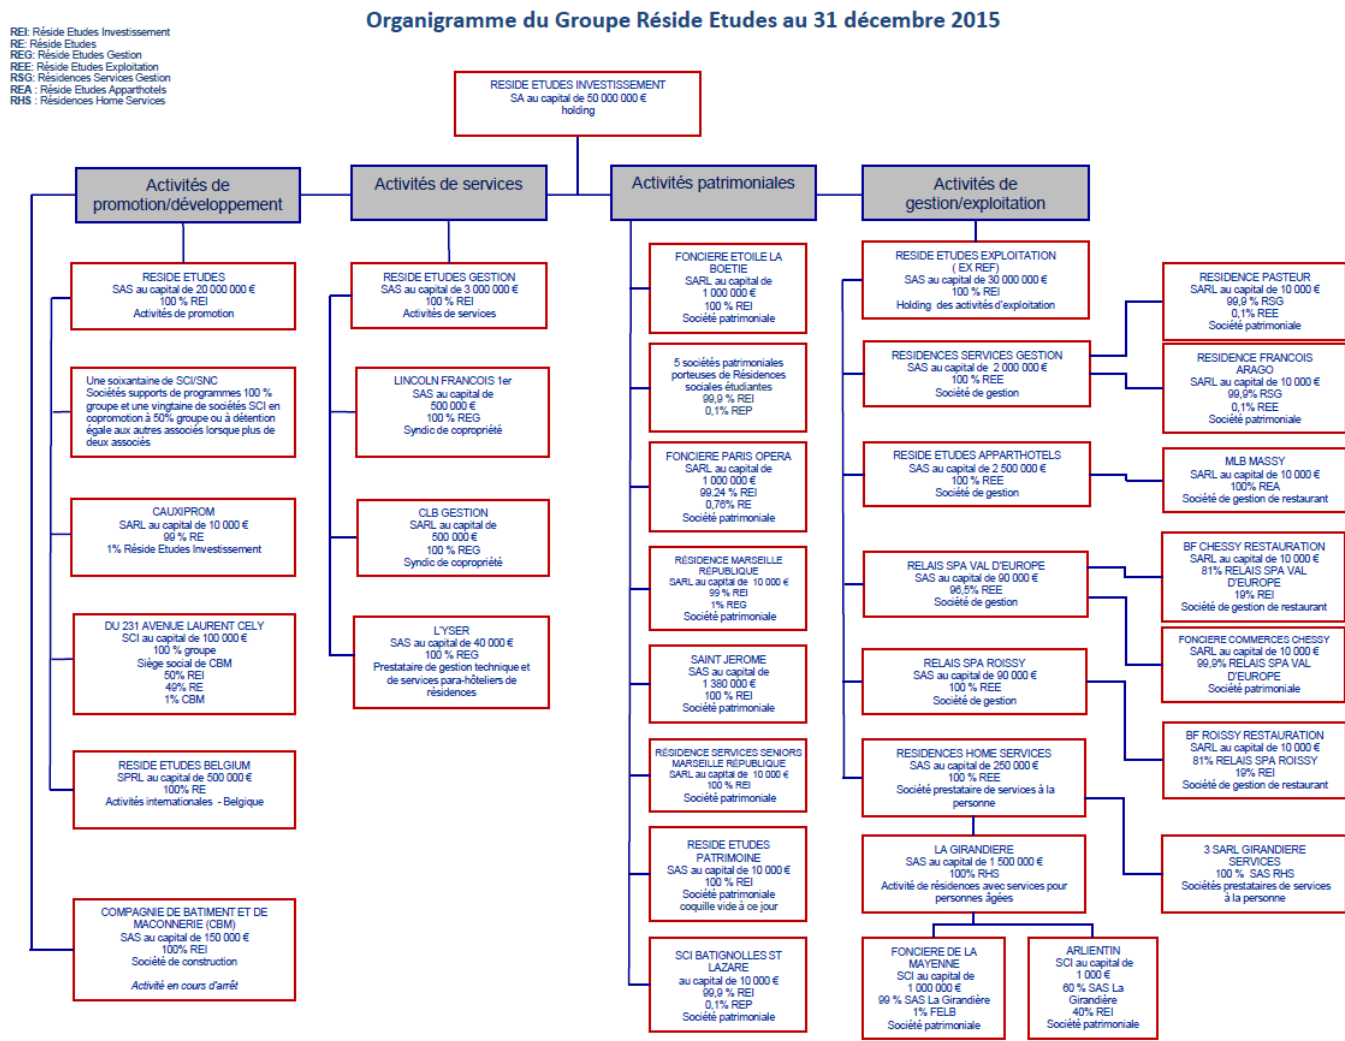 Organigramme du Groupe Réside Etudes au 31 décembre 2015
REI: Réside Etudes Investissement
RE: Réside Etudes
REG: Réside Etudes Gestion
REE: Réside Etudes Exploitation
RSG: Résidences Services Gestion
REA : Réside Etudes Apparthotels
RHS : Résidences Home Services
RESIDE ETUDES INVESTISSEMENT
SA au capital de 50 000 000 €
holding
Activités de
promotion/développement
Activités de services
Activités patrimoniales
Activités de
gestion/exploitation
RESIDE ETUDES
SAS au capital de 20 000 000 €
100 % REI
Activités de promotion
Une soixantaine de SCI/SNC
Sociétés supports de programmes 100 %
groupe et une vingtaine de sociétés SCI en
copromotion à 50% groupe ou à détention
égale aux autres associés lorsque plus de
deux associés
CAUXIPROM
SARL au capital de 10 000 €
99 % RE
1% Réside Etudes Investissement
DU 231 AVENUE LAURENT CELY
SCI au capital de 100 000 €
100 % groupe
Siège social de CBM
50% REI
49% RE
1% CBM
RESIDE ETUDES BELGIUM
SPRL au capital de 500 000 €
100% RE
Activités internationales - Belgique
COMPAGNIE DE BATIMENT ET DE
MACONNERIE (CBM)
SAS au capital de 150 000 €
100% REI
Société de construction
Activité en cours d'arrêt
RESIDE ETUDES GESTION
SAS au capital de 3 000 000 €
100 % REI
Activités de services
LINCOLN FRANCOIS 1er
SAS au capital de
500 000 €
100 % REG
Syndic de copropriété
CLB GESTION
SARL au capital de
500 000 €
100 % REG
Syndic de copropriété
L'YSER
SAS au capital de 40 000 €
100 % REG
Prestataire de gestion technique et
de services para-hôteliers de
résidences
FONCIERE ETOILE LA
BOETIE
SARL au capital de
1 000 000 €
100 % REI
Société patrimoniale
5 sociétés patrimoniales
porteuses de Résidences
sociales étudiantes
99,9 % REI
0,1% REP
FONCIERE PARIS OPERA
SARL au capital de
1 000 000 €
99.24 % REI
0,76% RE
Société patrimoniale
RÉSIDENCE MARSEILLE
RÉPUBLIQUE
SARL au capital de 10 000 €
99 % REI
1% REG
Société patrimoniale
SAINT JEROME
SAS au capital de
1 380 000 €
100 % REI
Société patrimoniale
RÉSIDENCE SERVICES SENIORS
MARSEILLE RÉPUBLIQUE
SARL au capital de 10 000 €
100 % REI
Société patrimoniale
RESIDE ETUDES
PATRIMOINE
SAS au capital de 10 000 €
100 % REI
Société patrimoniale
coquille vide à ce jour
SCI BATIGNOLLES ST
LAZARE
au capital de 10 000 €
99,9 % REI
0,1% REP
Société patrimoniale
RESIDE ETUDES EXPLOITATION
( EX REF)
SAS au capital de 30 000 000 €
100 % REI
Holding des activités d'exploitation
RESIDENCES SERVICES GESTION
SAS au capital de 2 000 000 €
100 % REE
Société de gestion
RESIDE ETUDES APPARTHOTELS
SAS au capital de 2 500 000 €
100 % REE
Société de gestion
RELAIS SPA VAL D'EUROPE
SAS au capital de 90 000 €
96,5% REE
Société de gestion
RELAIS SPA ROISSY
SAS au capital de 90 000 €
100 % REE
Société de gestion
RESIDENCES HOME SERVICES
SAS au capital de 250 000 €
100 % REE
Société prestataire de services à la
personne
LA GIRANDIERE
SAS au capital de 1 500 000 €
100% RHS
Activité de résidences avec services pour
personnes âgées
FONCIERE DE LA
MAYENNE
SCI au capital de
1 000 000 €
99 % SAS La Girandière
1% FELB
Société patrimoniale
ARLIENTIN
SCI au capital de
1 000 €
60 % SAS La
Girandière
40% REI
Société patrimoniale
RESIDENCE PASTEUR
SARL au capital de 10 000 €
99,9 % RSG
0,1% REE
Société patrimoniale
RESIDENCE FRANCOIS
ARAGO
SARL au capital de 10 000 €
99,9% RSG
0,1% REE
Société patrimoniale
MLB MASSY
SARL au capital de 10 000 €
100% REA
Société de gestion de restaurant
BF CHESSY RESTAURATION
SARL au capital de 10 000 €
81% RELAIS SPA VAL
D'EUROPE
19% REI
Société de gestion de restaurant
FONCIERE COMMERCES CHESSY
SARL au capital de 10 000 €
99,9% RELAIS SPA VAL
D'EUROPE
Société patrimoniale
BF ROISSY RESTAURATION
SARL au capital de 10 000 €
81% RELAIS SPA ROISSY
19% REI
Société de gestion de restaurant
3 SARL GIRANDIERE
SERVICES
100 % SAS RHS
Sociétés prestataires de services
à la personne